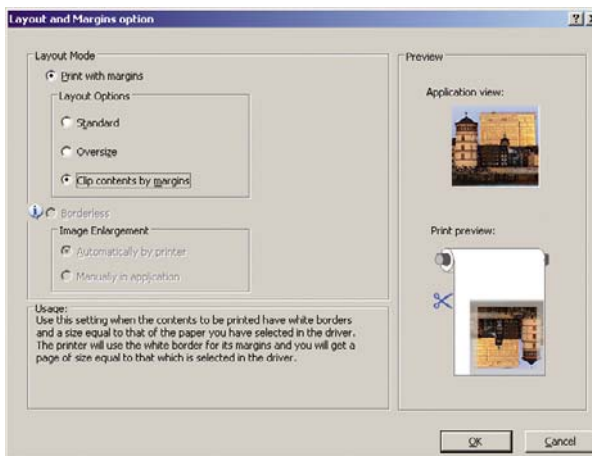 Layout and Margins option
Layout Mode
Print with margins
Layout Options
Standard
Oversize
Clip contents by margins
Borderless
Image Enlargement
Automatically by printer
Manually in application
Usage:
Use this setting when the contents to be printed have white borders
and a size equal to that of the paper you have selected in the driver.
The printer will use the white border for its margins and you will get a
page of size equal to that which is selected in the driver.
Preview
Application view:
Print preview:
OK
Cancel